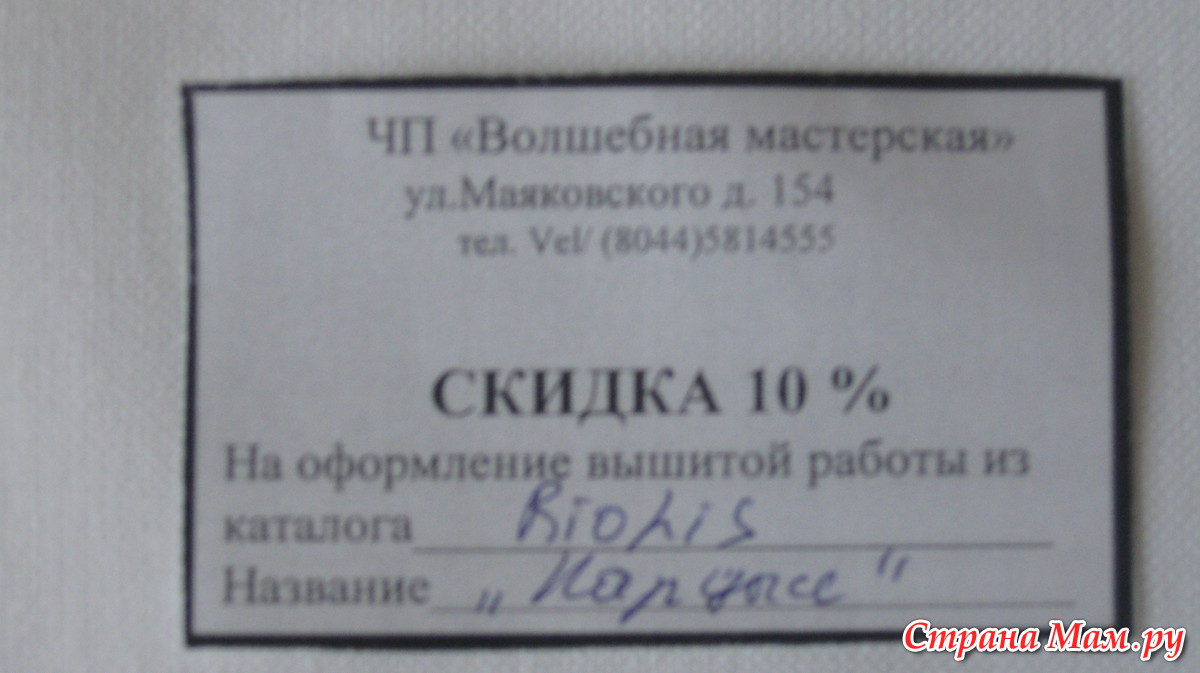 ЧП «Волшебная мастерская»
ул.Маяковского д. 154
тел. Vel/ (8044)5814555
СКИДКА 10 %
На оформление вышитой работы из
каталога Riolis
Название „Нарцысс"
Страна Мам.ру